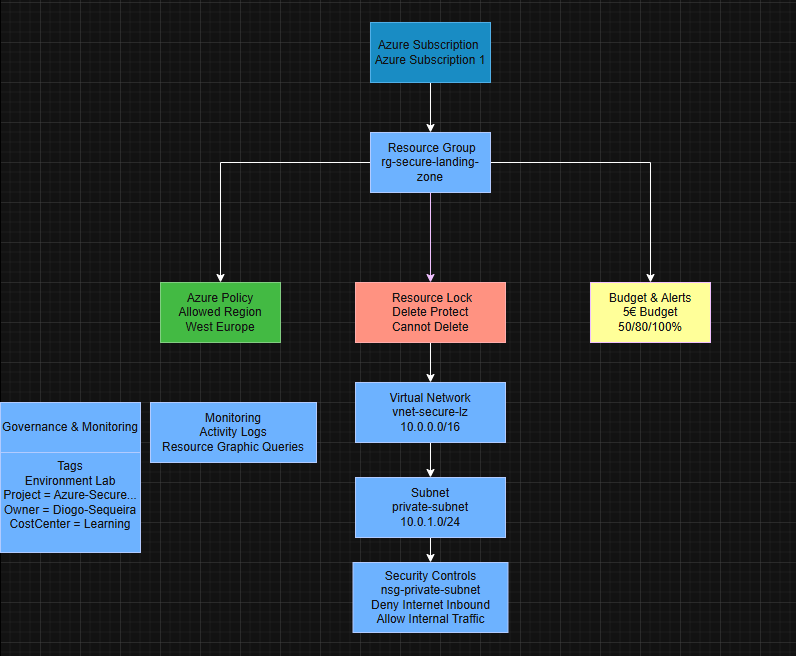 Azure Subscription
Azure Subscription 1
Resource Group
rg-secure-landing-
zone
Azure Policy
Allowed Region
West Europe
Resource Lock
Delete Protect
Cannot Delete
Budget & Alerts
5€ Budget
50/80/100%
Virtual Network
vnet-secure-lz
10.0.0.0/16
Governance & Monitoring
Tags
Environment Lab
Project = Azure-Secure...
Owner = Diogo-Sequeira
CostCenter = Learning
Monitoring
Activity Logs
Resource Graphic Queries
Subnet
private-subnet
10.0.1.0/24
Security Controls
nsg-private-subnet
Deny Internet Inbound
Allow Internal Traffic